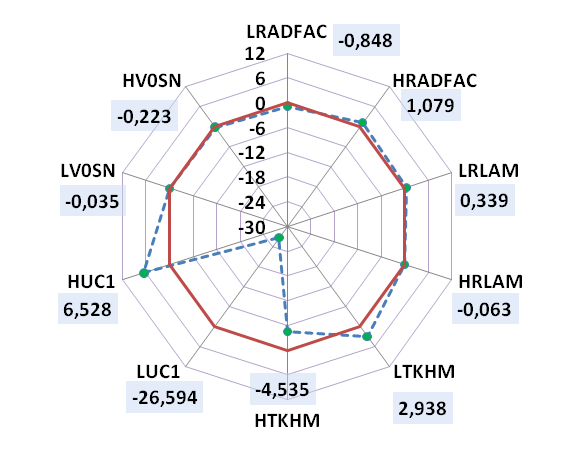 LRADFAC
-0,848
12
6
0
-6
-12
-18
-24
-30
HRADFAC
1,079
LRLAM
0,339
HRLAM
-0,063
LTKHM
2,938
-4,535
HTKHM
LUC1
-26,594
HUC1
6,528
LV0SN
-0,035
HV0SN
-0,223